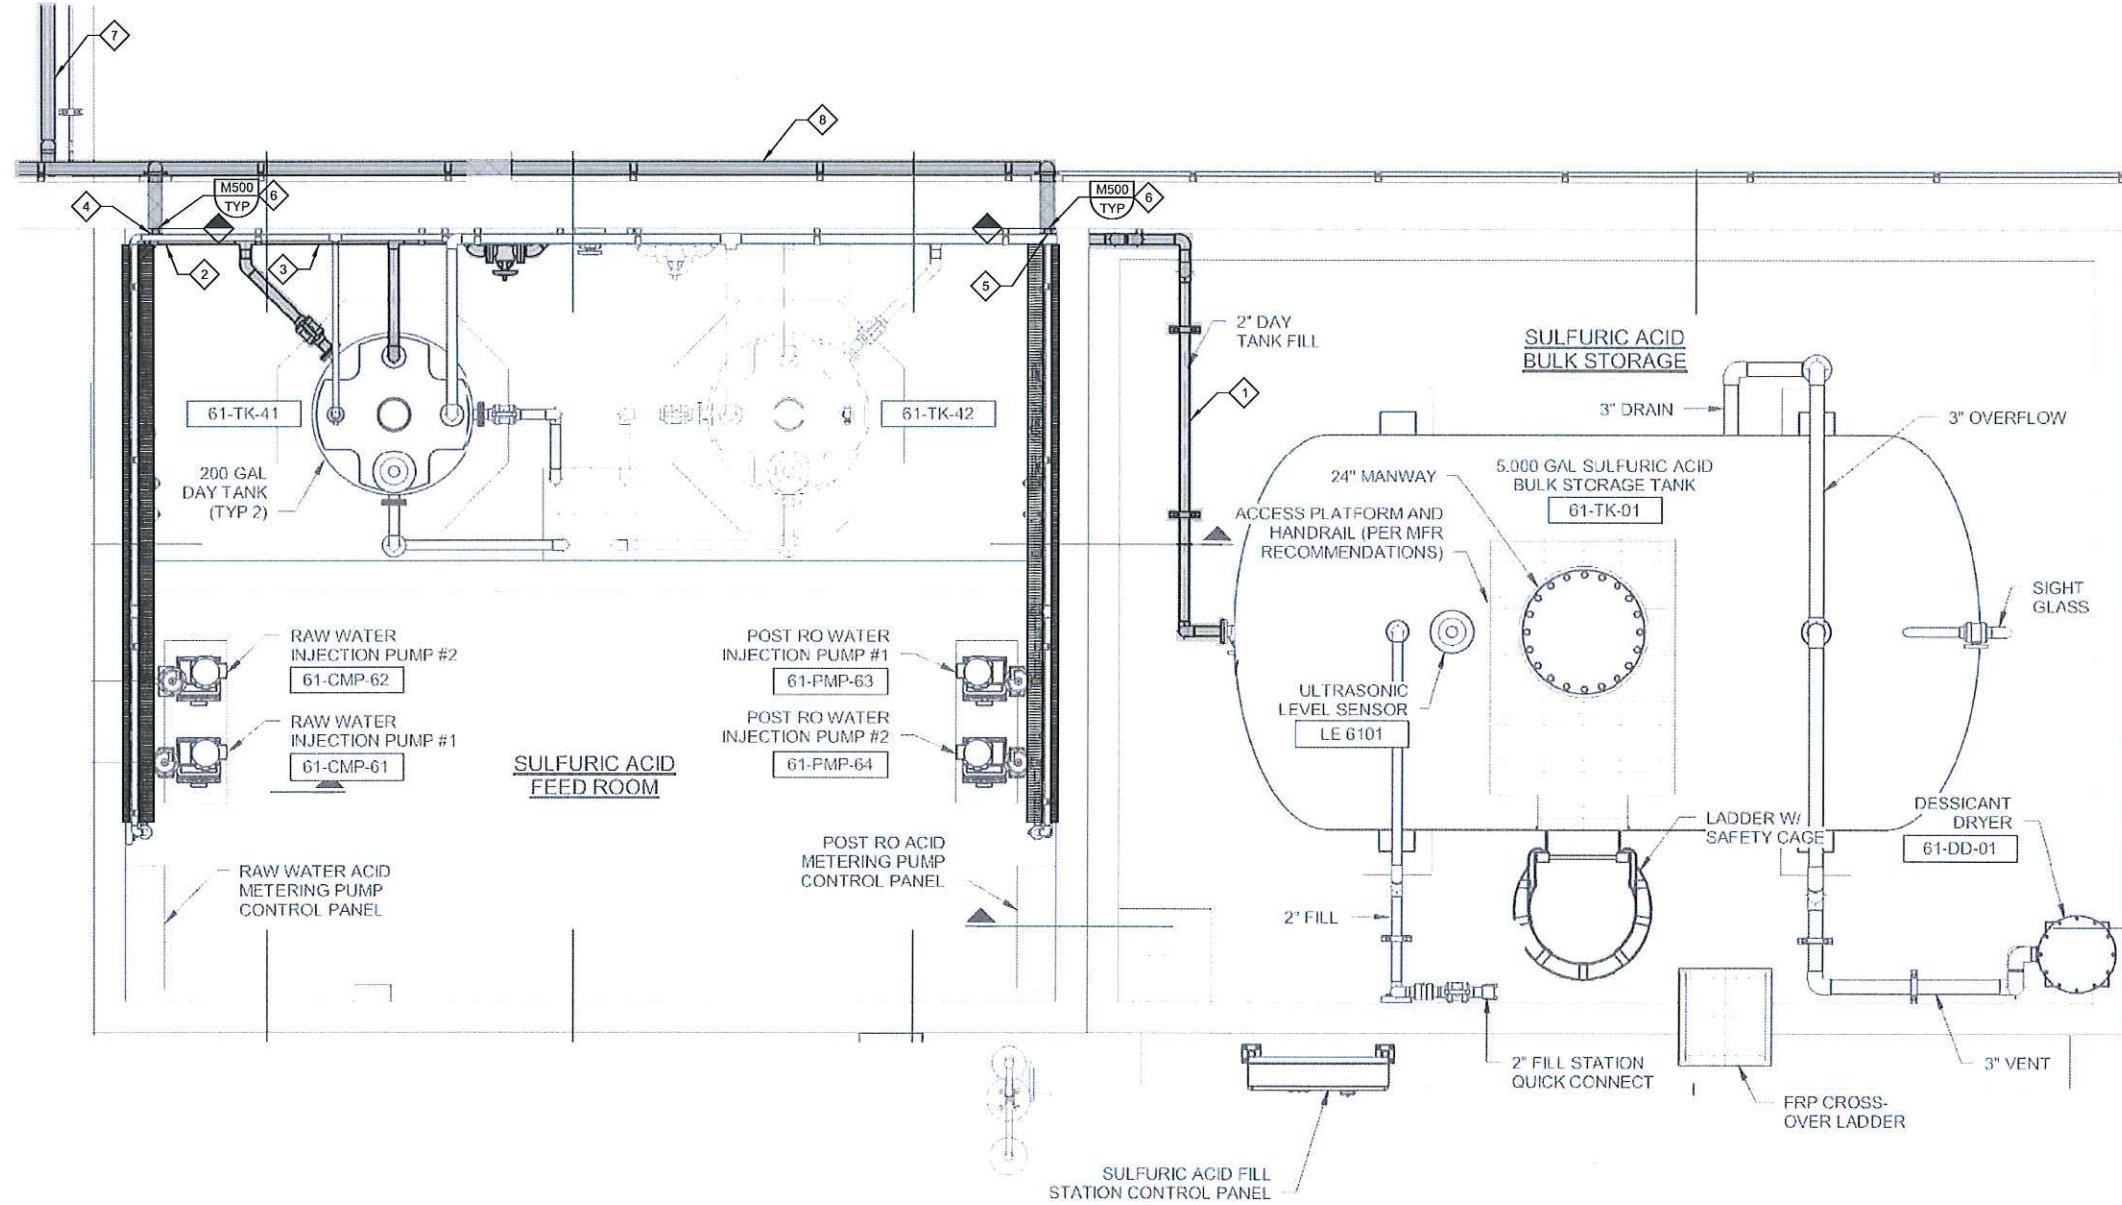 7
8
M500
TYP
6
4
M500
TYP
6
2
3
5
2" DAY
TANK FILL
1
SULFURIC ACID
BULK STORAGE
61-TK-41
61-TK-42
3" DRAIN
3" OVERFLOW
200 GAL
DAY TANK
(TYP 2)
24" MANWAY
5,000 GAL SULFURIC ACID
BULK STORAGE TANK
61-TK-01
ACCESS PLATFORM AND
HANDRAIL (PER MFR
RECOMMENDATIONS)
SIGHT
GLASS
RAW WATER
INJECTION PUMP #2
61-CMP-62
POST RO WATER
INJECTION PUMP #1
61-PMP-63
ULTRASONIC
LEVEL SENSOR
LE 6101
RAW WATER
INJECTION PUMP #1
61-CMP-61
POST RO WATER
INJECTION PUMP #2
61-PMP-64
SULFURIC ACID
FEED ROOM
LADDER W/
SAFETY CAGE
DESSICANT
DRYER
61-DD-01
POST RO ACID
METERING PUMP
CONTROL PANEL
RAW WATER ACID
METERING PUMP
CONTROL PANEL
2" FILL
2" FILL STATION
QUICK CONNECT
3" VENT
FRP CROSS-
OVER LADDER
SULFURIC ACID FILL
STATION CONTROL PANEL